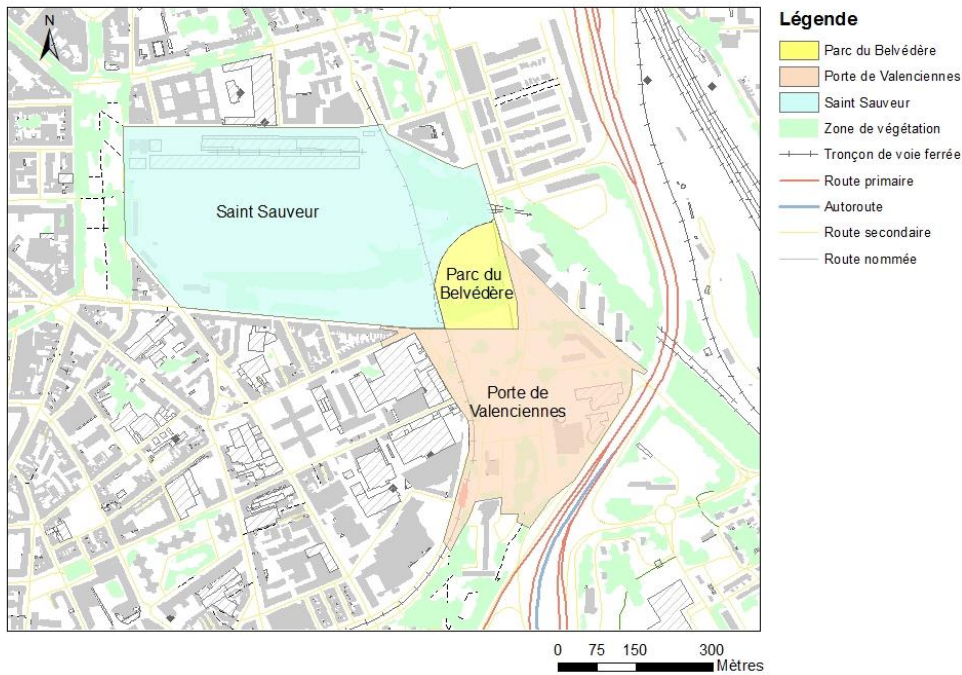 N
Saint Sauveur
Parc du
Belvédère
Porte de
Valenciennes
Légende
Parc du Belvédère
Porte de Valenciennes
Saint Sauveur
Zone de végétation
Tronçon de voie ferrée
Route primaire
Autoroute
Route secondaire
Route nommée
0 75 150 300
Mètres